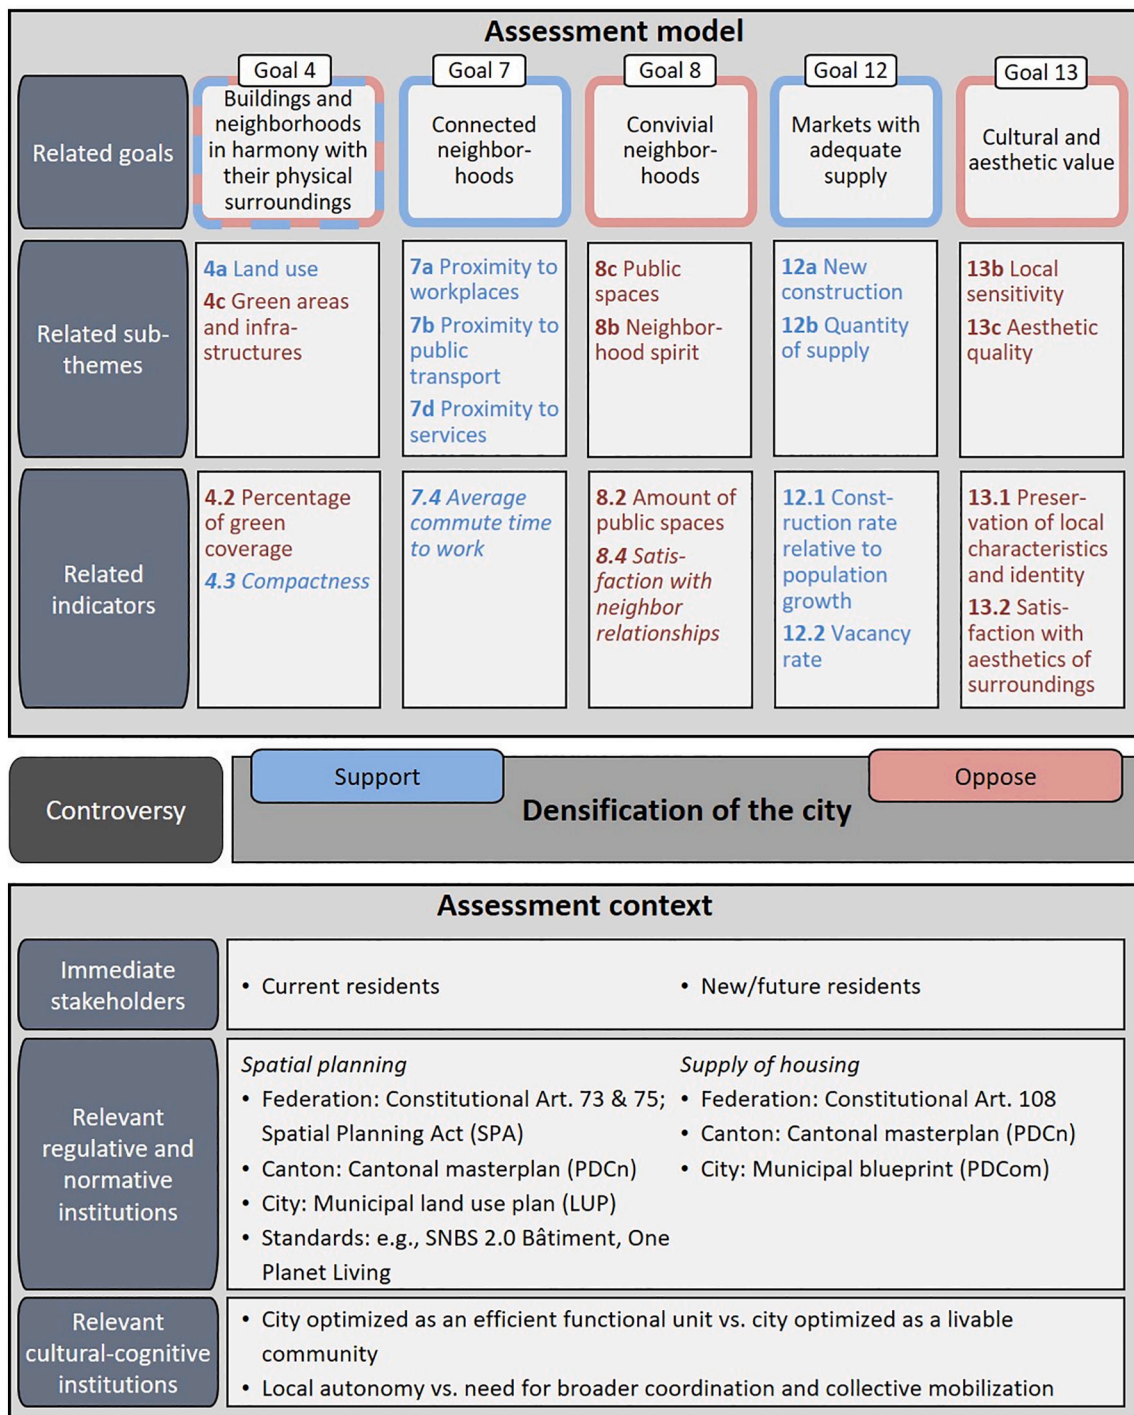 Assessment model
Related goals
Goal 4
Buildings and
neighborhoods
in harmony with
their physical
surroundings
Goal 7
Connected
neighbor-
hoods
Goal 8
Convivial
neighbor-
hoods
Goal 12
Markets with
adequate
supply
Goal 13
Cultural and
aesthetic value
Related sub-
themes
4a Land use
4c Green areas
and infra-
structures
7a Proximity to
workplaces
7b Proximity to
public
transport
7d Proximity to
services
8c Public
spaces
8b Neighbor-
hood spirit
12a New
construction
12b Quantity
of supply
13b Local
sensitivity
13c Aesthetic
quality
Related
indicators
4.2 Percentage
of green
coverage
4.3 Compactness
7.4 Average
commute time
to work
8.2 Amount of
public spaces
8.4 Satis-
faction with
neighbor
relationships
12.1 Const-
ruction rate
relative to
population
growth
12.2 Vacancy
rate
13.1 Preser-
vation of local
characteristics
and identity
13.2 Satis-
faction with
aesthetics of
surroundings
Controversy
Support
Oppose
Densification of the city
Assessment context
Immediate
stakeholders
• Current residents
• New/future residents
Relevant
regulative and
normative
institutions
Spatial planning
• Federation: Constitutional Art. 73 & 75;
Spatial Planning Act (SPA)
• Canton: Cantonal masterplan (PDCn)
• City: Municipal land use plan (LUP)
• Standards: e.g., SNBS 2.0 Bâtiment, One
Planet Living
Supply of housing
• Federation: Constitutional Art. 108
• Canton: Cantonal masterplan (PDCn)
• City: Municipal blueprint (PDCom)
Relevant
cultural-cognitive
institutions
• City optimized as an efficient functional unit vs. city optimized as a livable
community
• Local autonomy vs. need for broader coordination and collective mobilization